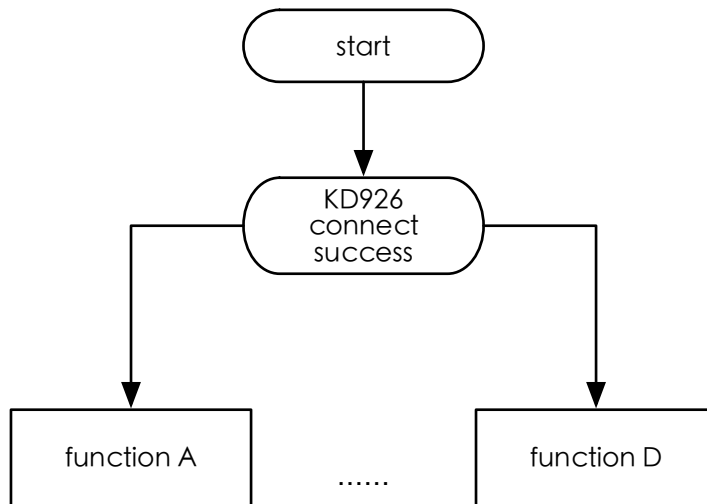 start
KD926
connect
success
function A
......
function D